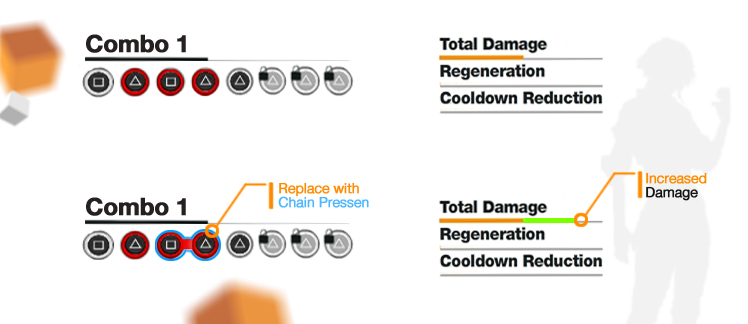 Combo 1
Total Damage
Regeneration
Cooldown Reduction
Replace with
Chain Pressen
Combo 1
Increased
Damage
Total Damage
Regeneration
Cooldown Reduction